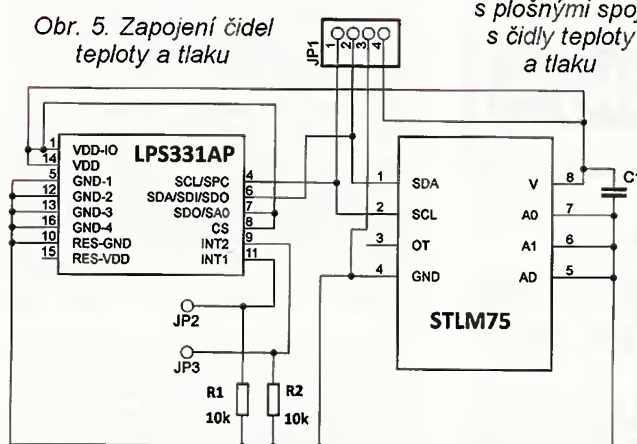 Obr. 5. Zapojení čidel
teploty a tlaku
s plošnými spoj
s čidly teploty
a tlaku
JP1
1 2 3 4
LPS331AP
1 VDD-IO
14 VDD
5 GND-1
12 GND-2
13 GND-3
16 GND-4
10 RES-GND
15 RES-VDD
SCL/SPC 4
SDA/SDI/SDO 6
SDO/SA0 7
CS 8
INT2 9
INT1 11
JP2
JP3
R1
10k
R2
10k
1 SDA
2 SCL
3 OT
4 GND
V 8
A0 7
A1 6
AD 5
STLM75